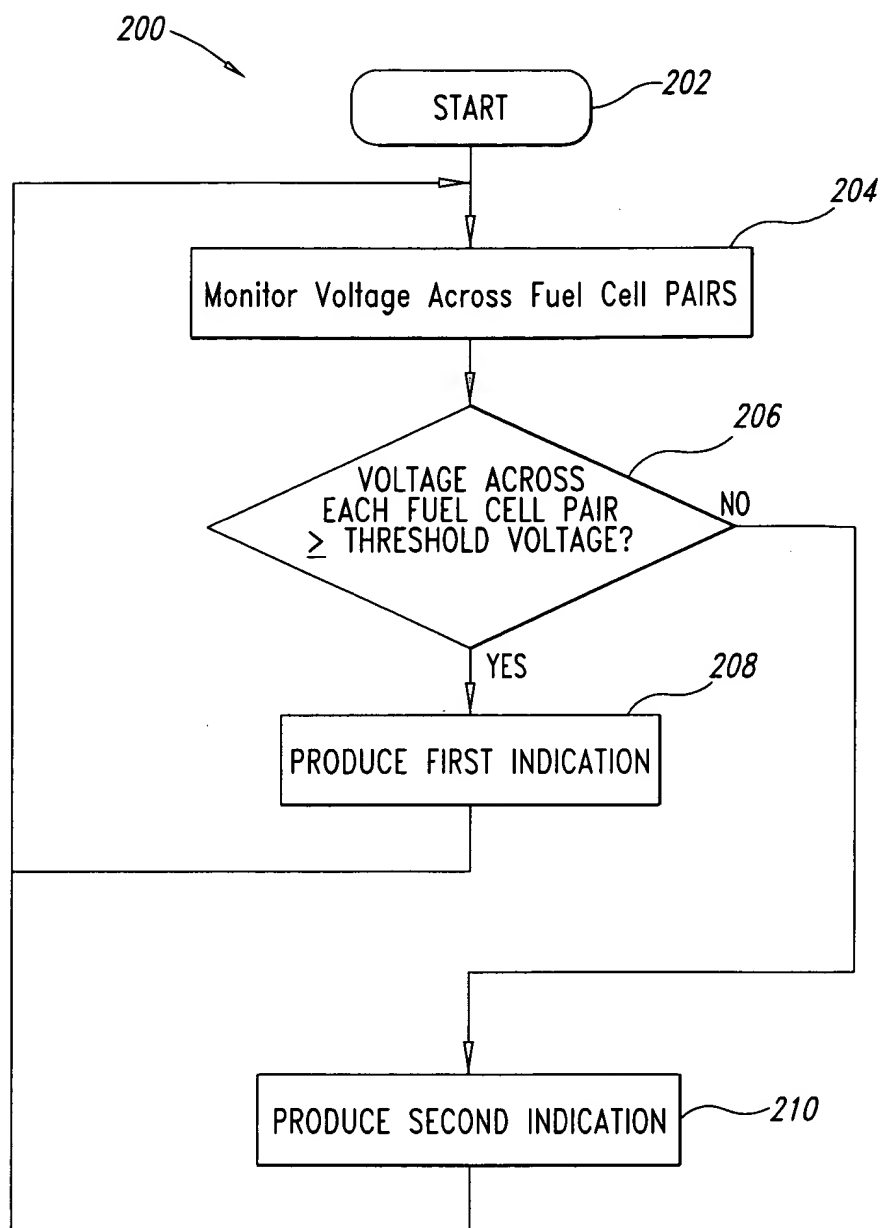 200
START
202
204
Monitor Voltage Across Fuel Cell PAIRS
206
VOLTAGE ACROSS
EACH FUEL CELL PAIR
≥ THRESHOLD VOLTAGE?
NO
YES
208
PRODUCE FIRST INDICATION
PRODUCE SECOND INDICATION
210